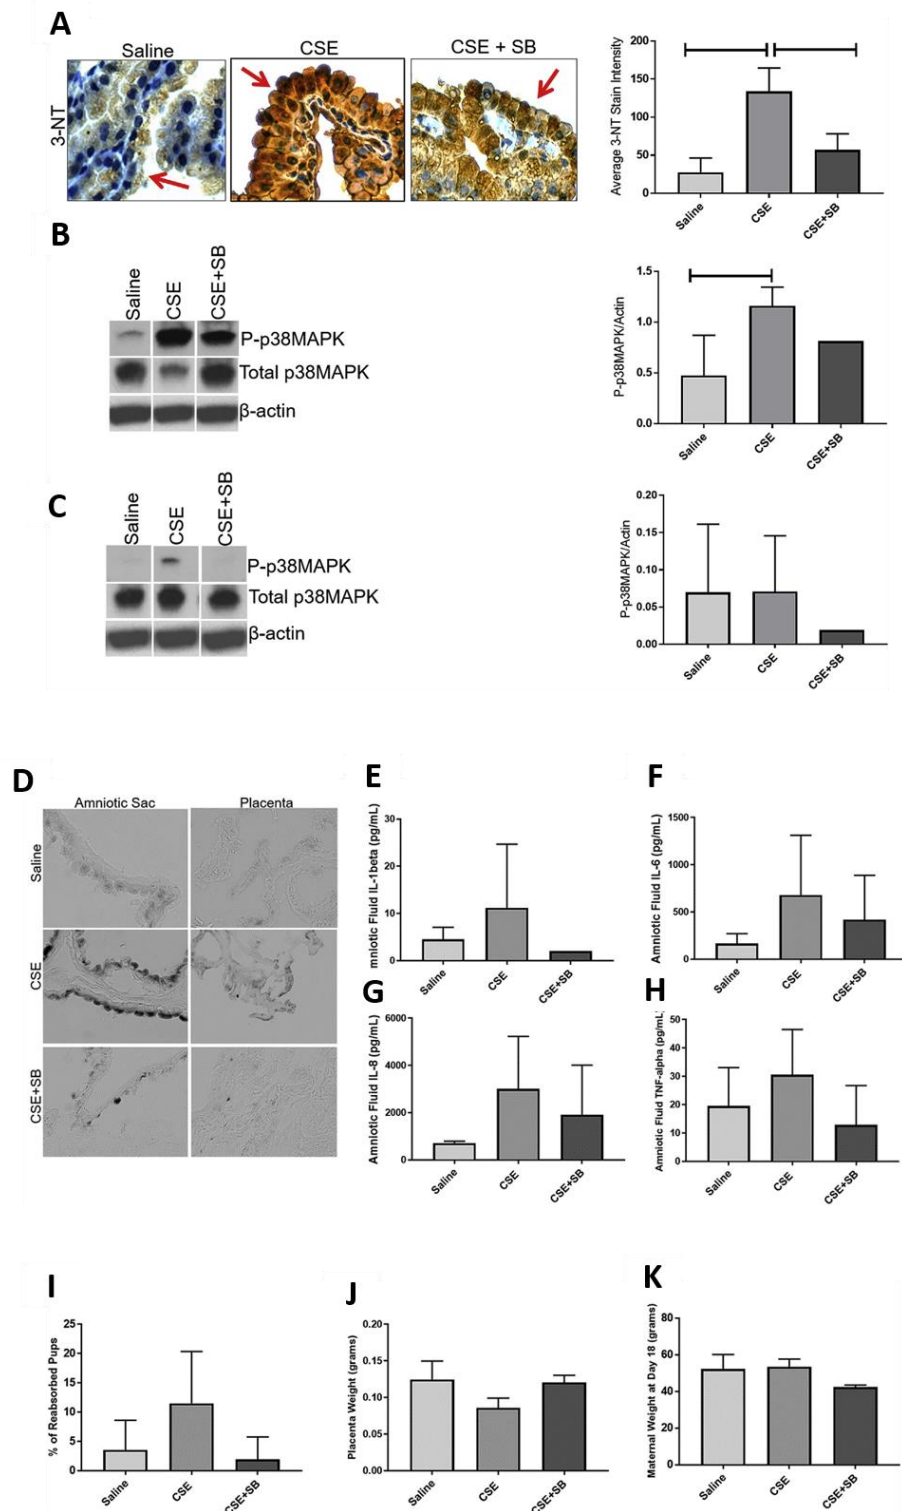 A
Saline
CSE
CSE + SB
3-NT
Average 3-NT Stain Intensity
200
150
100
50
0
Saline
CSE
CSE+SB
B
Saline
CSE
CSE+SB
P-p38MAPK
Total p38MAPK
β-actin
P-p38MAPK/Actin
1.5
1.0
0.5
0.0
Saline
CSE
CSE+SB
C
Saline
CSE
CSE+SB
P-p38MAPK
Total p38MAPK
β-actin
P-p38MAPK/Actin
0.20
0.15
0.10
0.05
0.00
Saline
CSE
CSE+SB
D
Amniotic Sac
Placenta
Saline
CSE
CSE+SB
E
mniotic Fluid IL-1beta (pg/mL)
30
20
10
0
Saline
CSE
CSE+SB
F
Amniotic Fluid IL-6 (pg/mL)
1500
1000
500
0
Saline
CSE
CSE+SB
G
Amniotic Fluid IL-8 (pg/mL)
6000
4000
2000
0
Saline
CSE
CSE+SB
H
Amniotic Fluid TNF-alpha (pg/mL)
50
40
30
20
10
0
Saline
CSE
CSE+SB
I
% of Reabsorbed Pups
25
20
15
10
5
0
Saline
CSE
CSE+SB
J
Placenta Weight (grams)
0.20
0.15
0.10
0.05
0.00
Saline
CSE
CSE+SB
K
Maternal Weight at Day 18 (grams)
80
60
40
20
0
Saline
CSE
CSE+SB